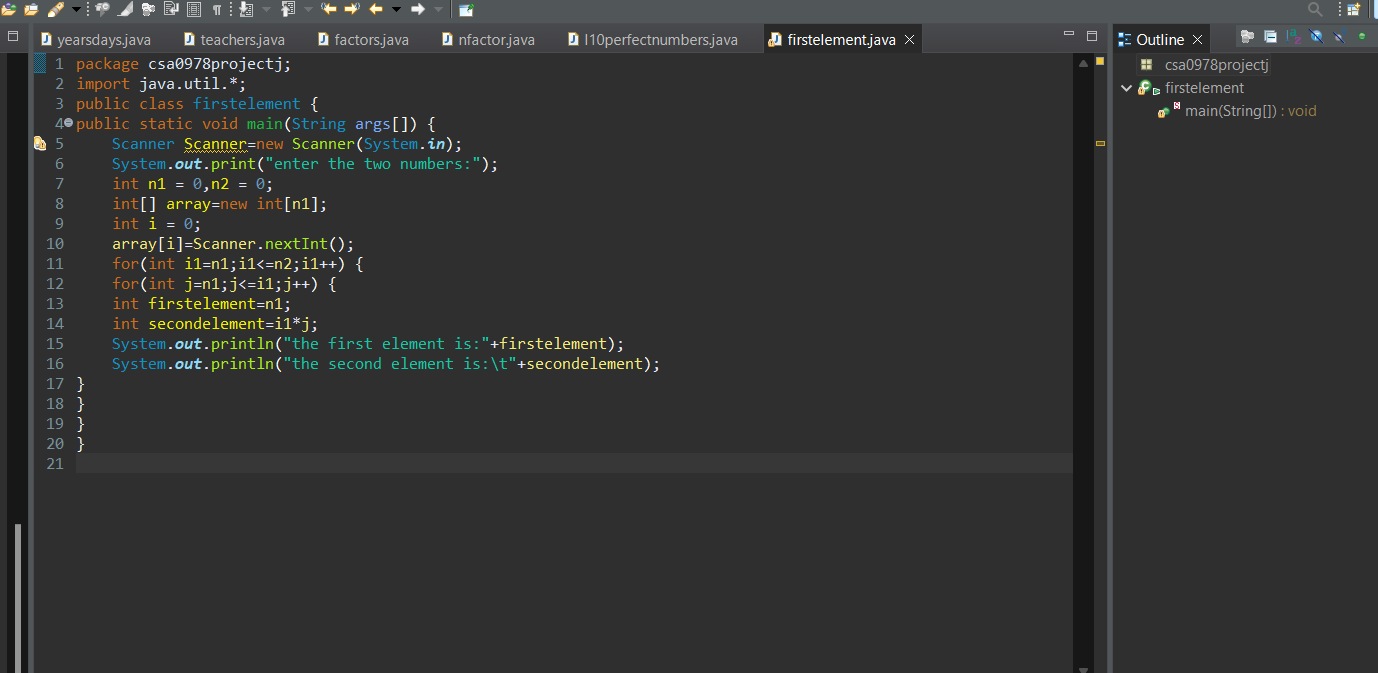 yearsdays.java teachers.java factors.java nfactor.java l10perfectnumbers.java firstelement.java
1 package csa0978projectj;
2 import java.util.*;
3 public class firstelement {
4 public static void main(String args[]) {
5 Scanner Scanner=new Scanner(System.in);
6 System.out.print("enter the two numbers:");
7 int n1 = 0,n2 = 0;
8 int[] array=new int[n1];
9 int i = 0;
10 array[i]=Scanner.nextInt();
11 for(int i1=n1;i1<=n2;i1++) {
12 for(int j=n1;j<=i1;j++) {
13 int firstelement=n1;
14 int secondelement=i1*j;
15 System.out.println("the first element is:"+firstelement);
16 System.out.println("the second element is:\t"+secondelement);
17 }
18 }
19 }
20 }
21
Outline
csa0978projectj
firstelement
main(String[]) : void